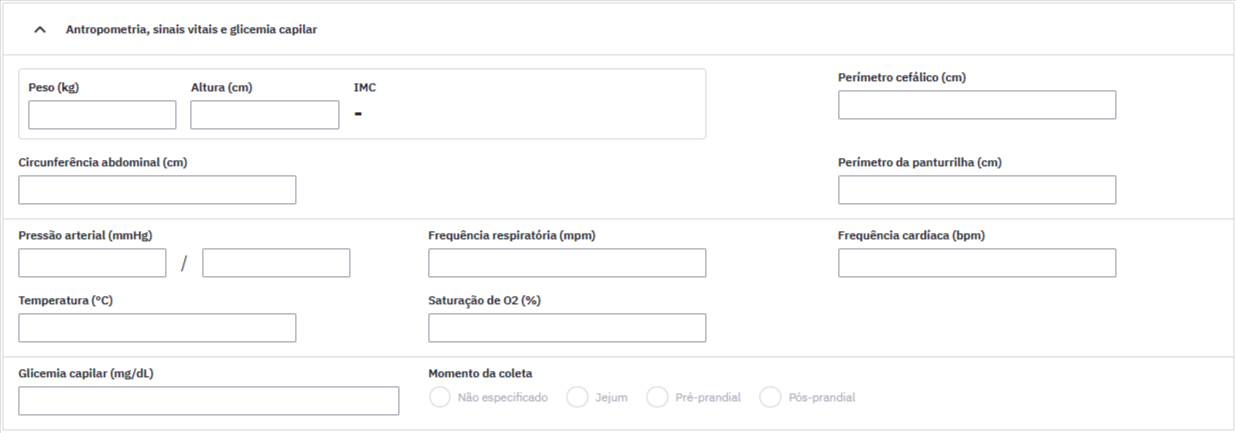 Antropometria, sinais vitais e glicemia capilar
Peso (kg) Altura (cm) IMC Perímetro cefálico (cm)
-
Circunferência abdominal (cm) Perímetro da panturrilha (cm)
Pressão arterial (mmHg) Frequência respiratória (mpm) Frequência cardíaca (bpm)
/
Temperatura (°C) Saturação de O2 (%)
Glicemia capilar (mg/dL) Momento da coleta
Não especificado Jejum Pré-prandial Pós-prandial